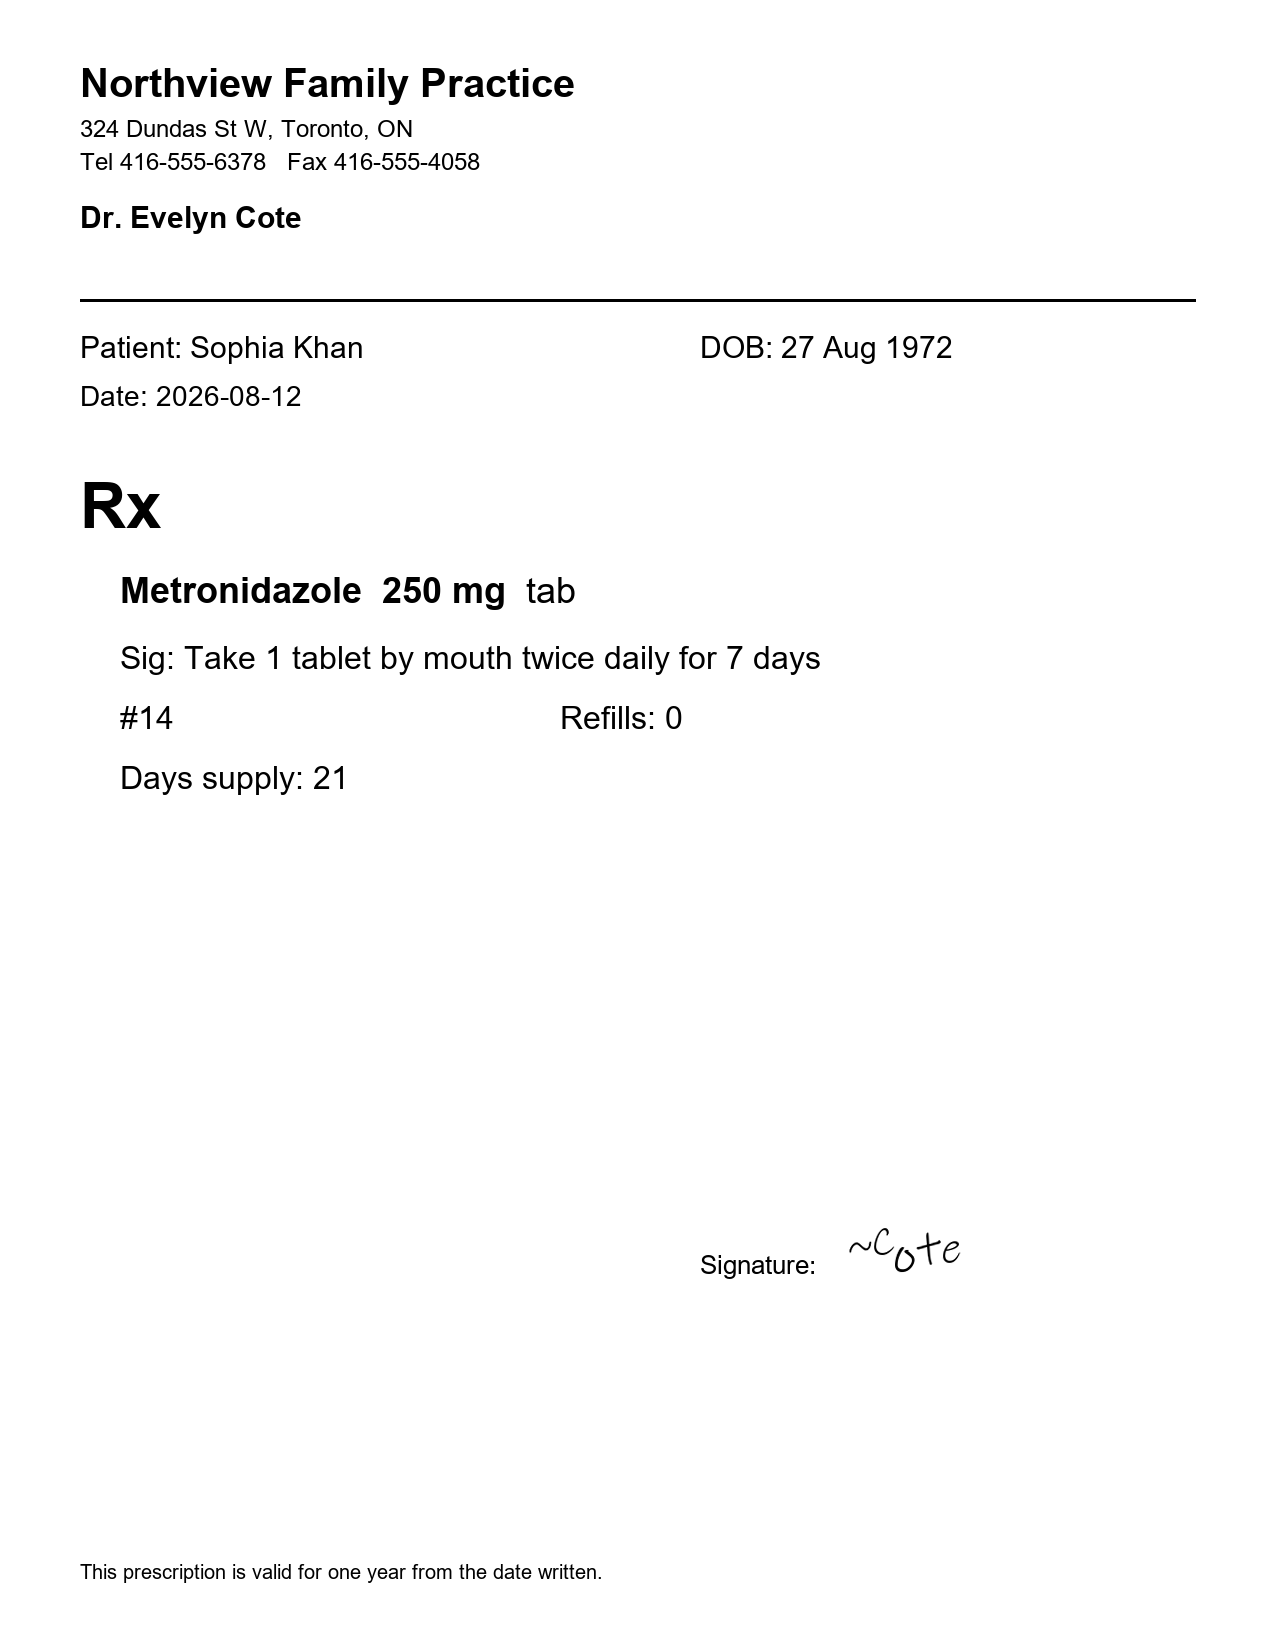 Northview Family Practice
324 Dundas St W, Toronto, ON
Tel 416-555-6378   Fax 416-555-4058
Dr. Evelyn Cote
Patient: Sophia Khan   DOB: 27 Aug 1972
Date: 2026-08-12
Rx
Metronidazole  250 mg  tab
Sig: Take 1 tablet by mouth twice daily for 7 days
#14   Refills: 0
Days supply: 21
Signature: ~Cote
This prescription is valid for one year from the date written.